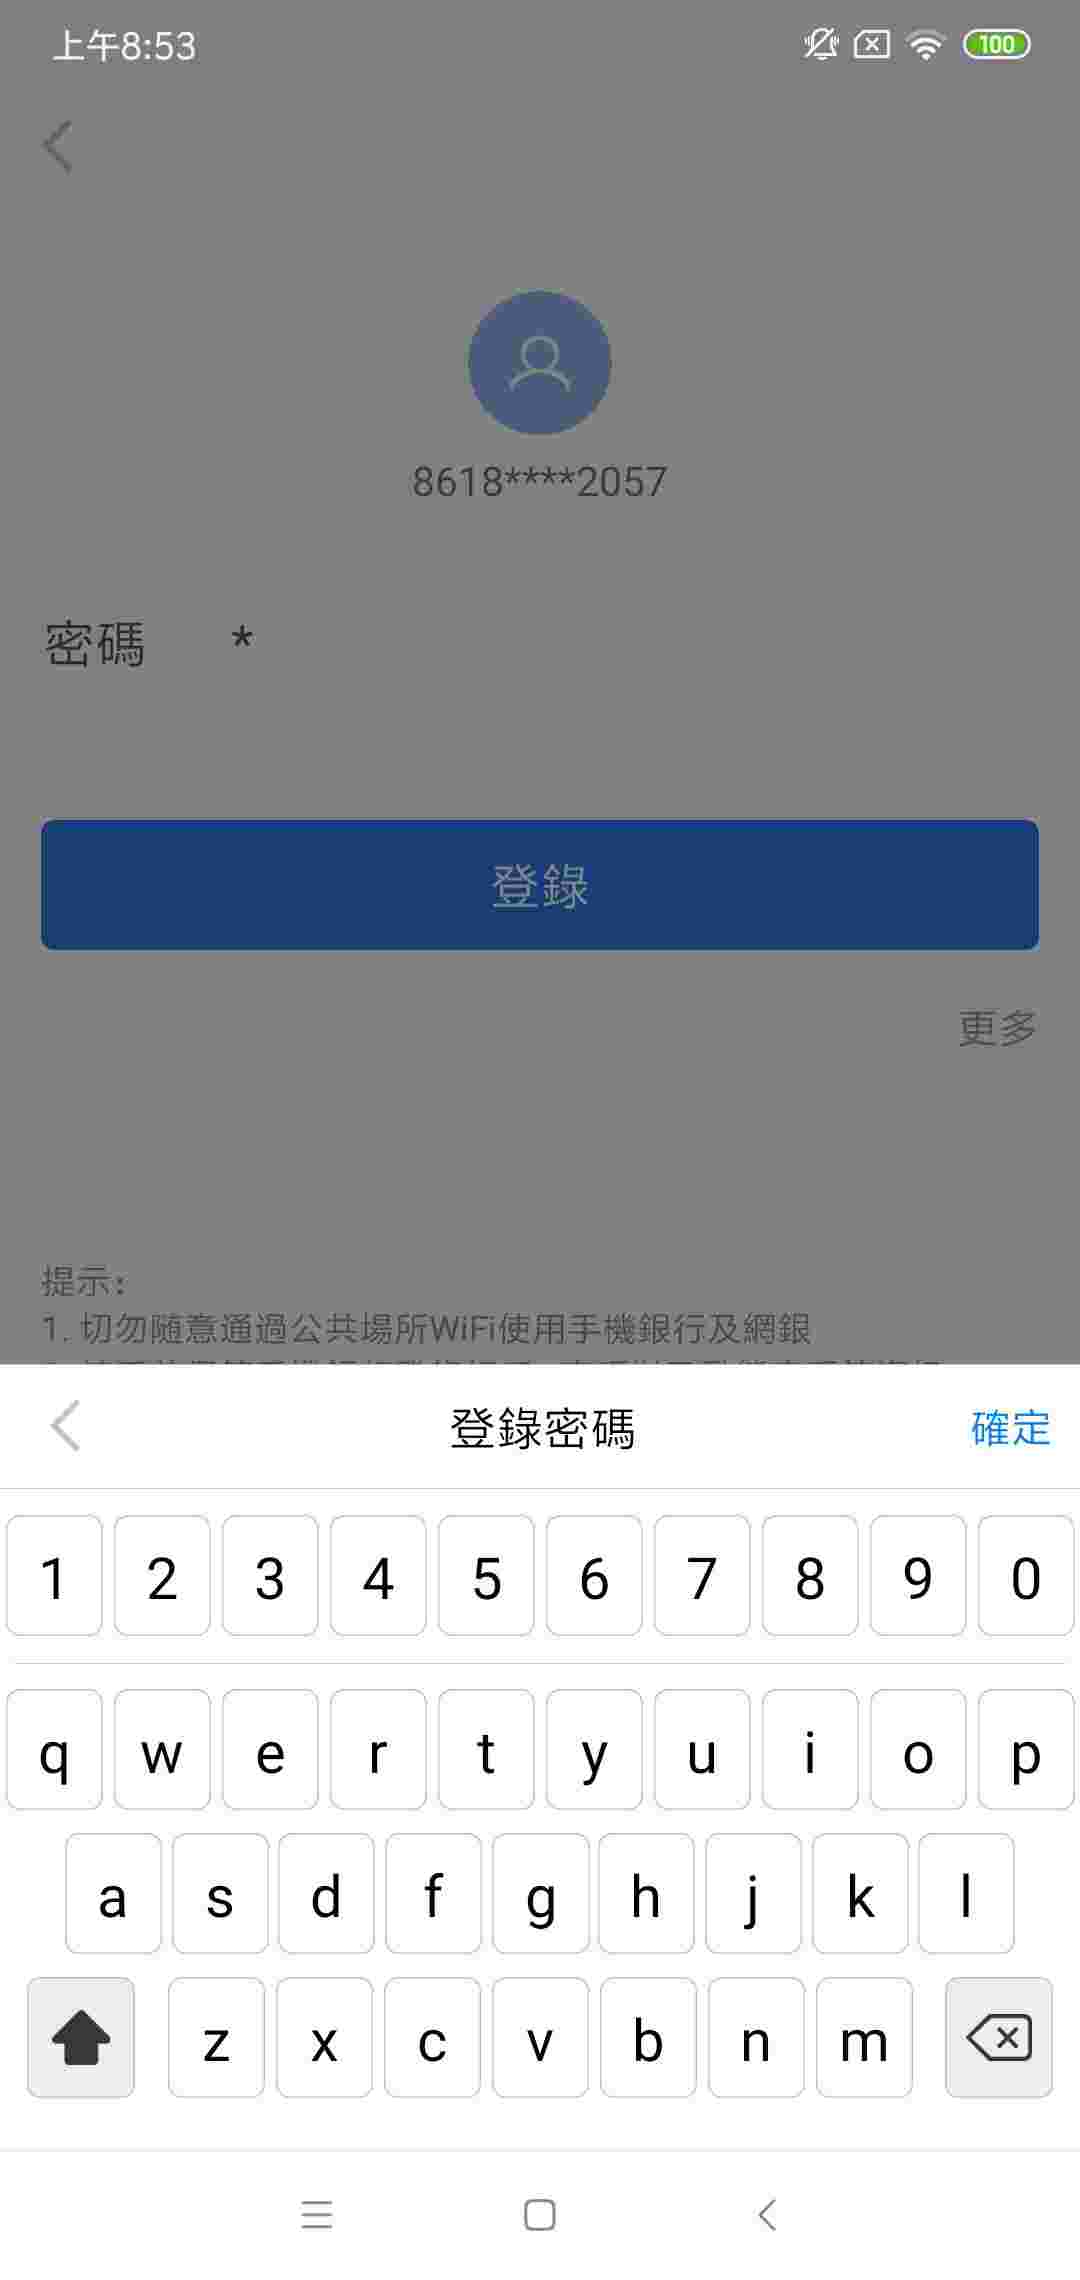 上午8:53
100
8618****2057
密碼 *
登錄
更多
提示：
1. 切勿隨意通過公共場所WiFi使用手機銀行及網銀
登錄密碼 確定
1 2 3 4 5 6 7 8 9 0
q w e r t y u i o p
a s d f g h j k l
z x c v b n m